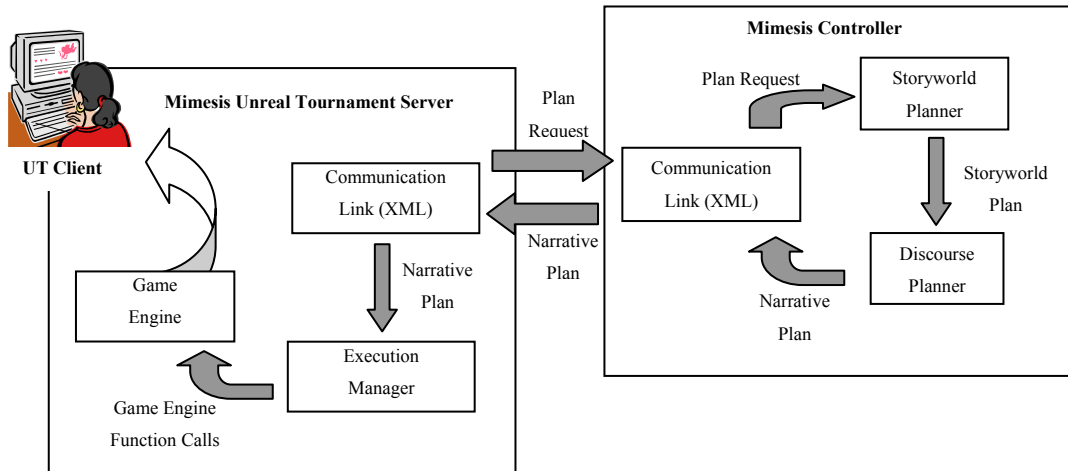 Mimesis Controller
Plan Request
Storyworld
Planner
Mimesis Unreal Tournament Server
Plan
Request
UT Client
Communication
Link (XML)
Communication
Link (XML)
Storyworld
Plan
Narrative
Plan
Narrative
Plan
Discourse
Planner
Narrative
Plan
Game
Engine
Execution
Manager
Game Engine
Function Calls